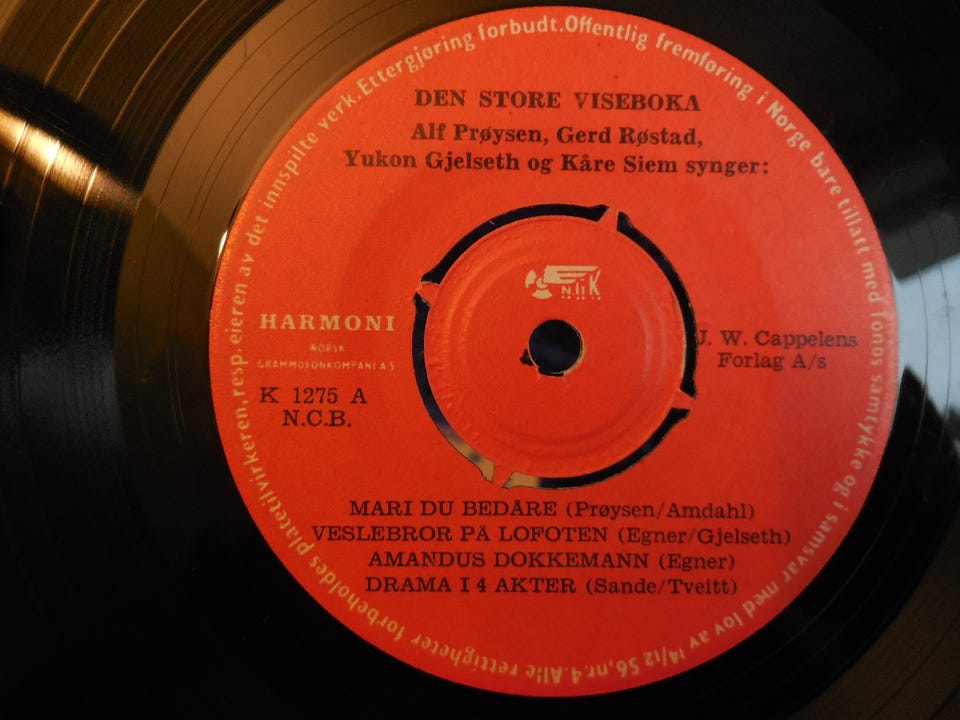 DEN STORE VISEBOKA
Alf Prøysen, Gerd Røstad,
Yukon Gjelseth og Kåre Siem synger:
HARMONI
NORSK
GRAMMOFONKOMPANI A S
K 1275 A
N.C.B.
J. W. Cappelens
Forlag A/s
MARI DU BEDÅRE (Prøysen/Amdahl)
VESLEBROR PÅ LOFOTEN (Egner/Gjelseth)
AMANDUS DOKKEMANN (Egner)
DRAMA I 4 AKTER (Sande/Tveitt)
Alle rettigheter forbeholdes platetilvirkeren, resp. eieren av det innspilte verk. Ettergjøring forbudt. Offentlig fremføring i Norge bare tillatt med Fonos samtykke og i samsvar med lov av 14/12 56, nr. 4.